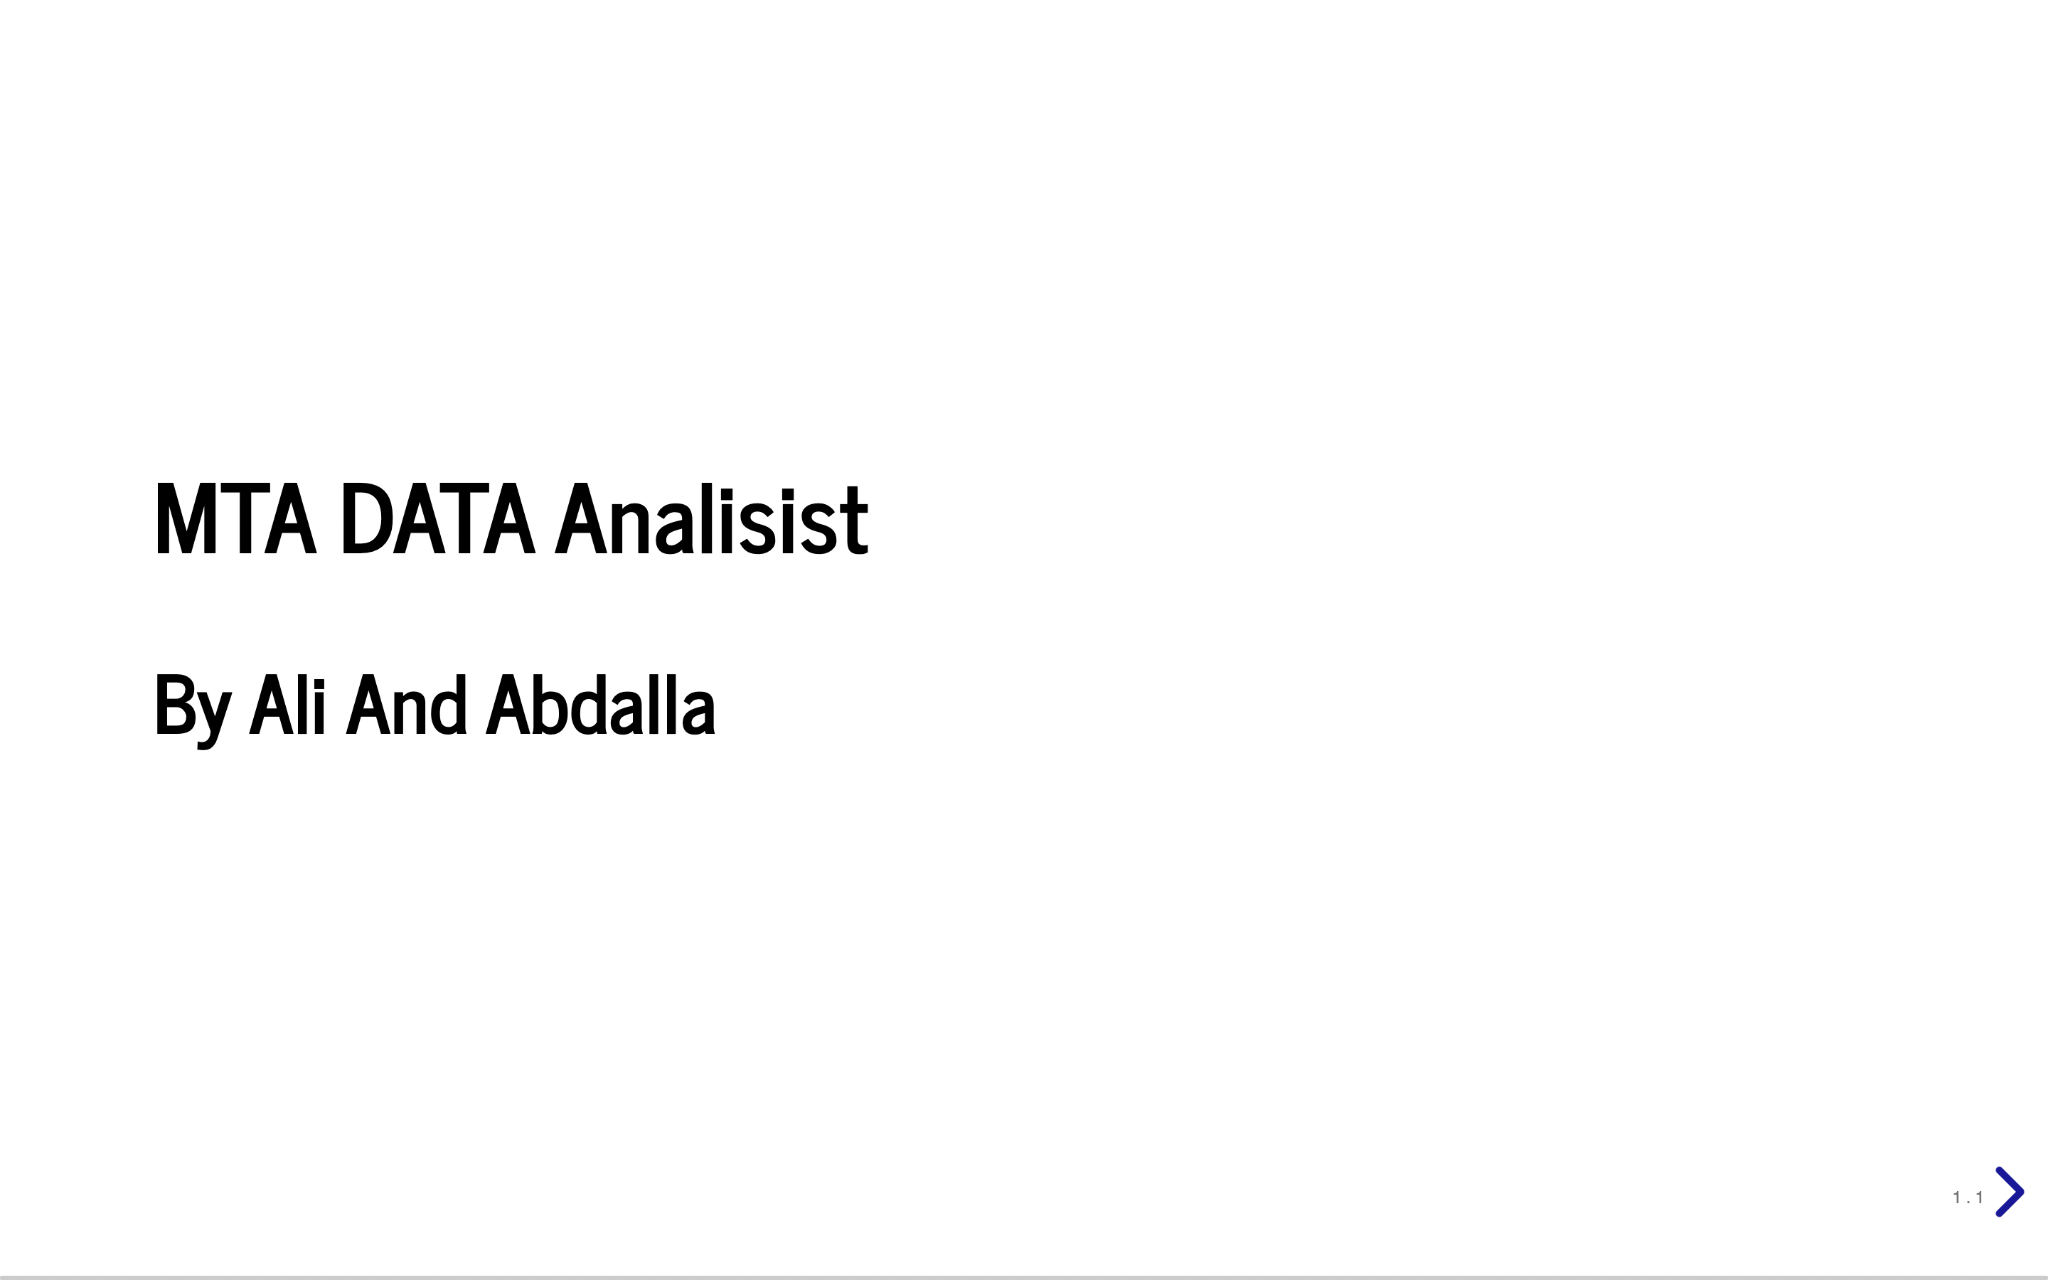 MTA DATA Analisist
By Ali And Abdalla
1 . 1